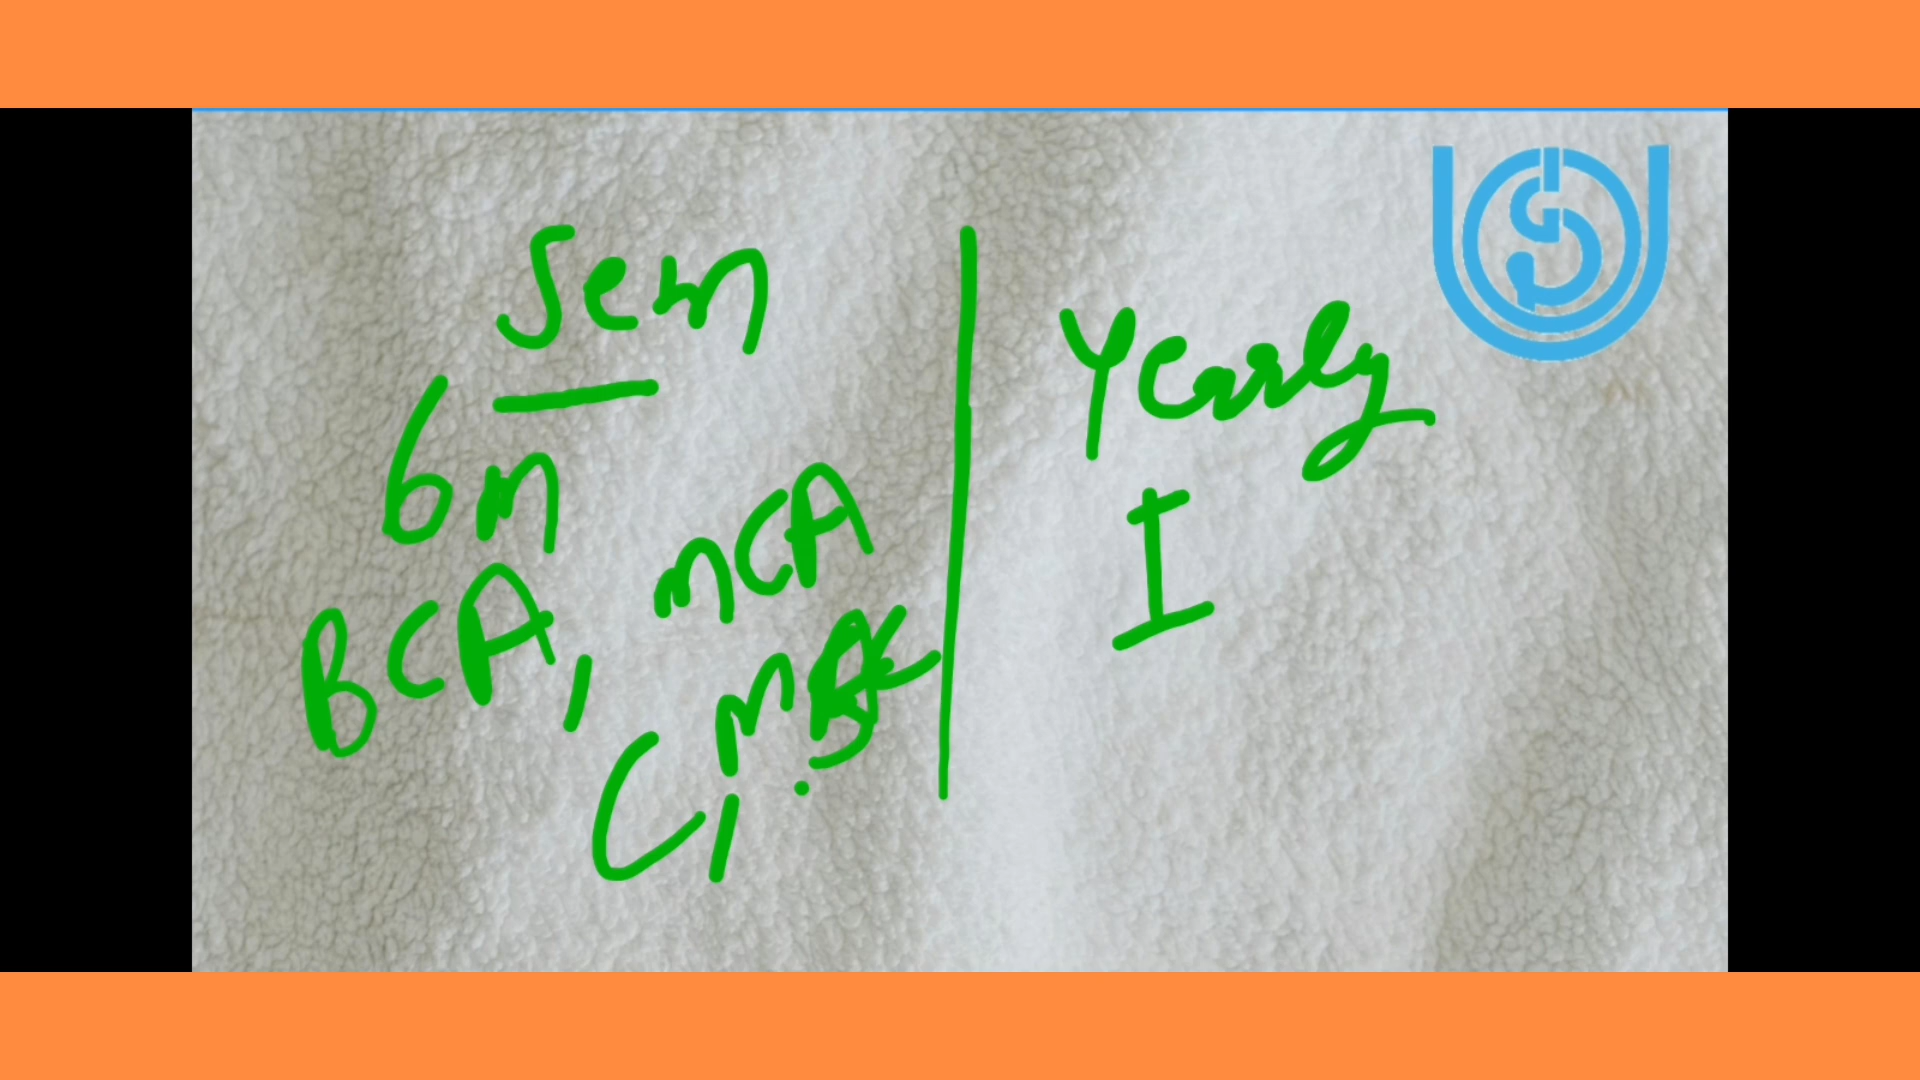 Sem
6m
BCA, MCA
C,
Yearly
I